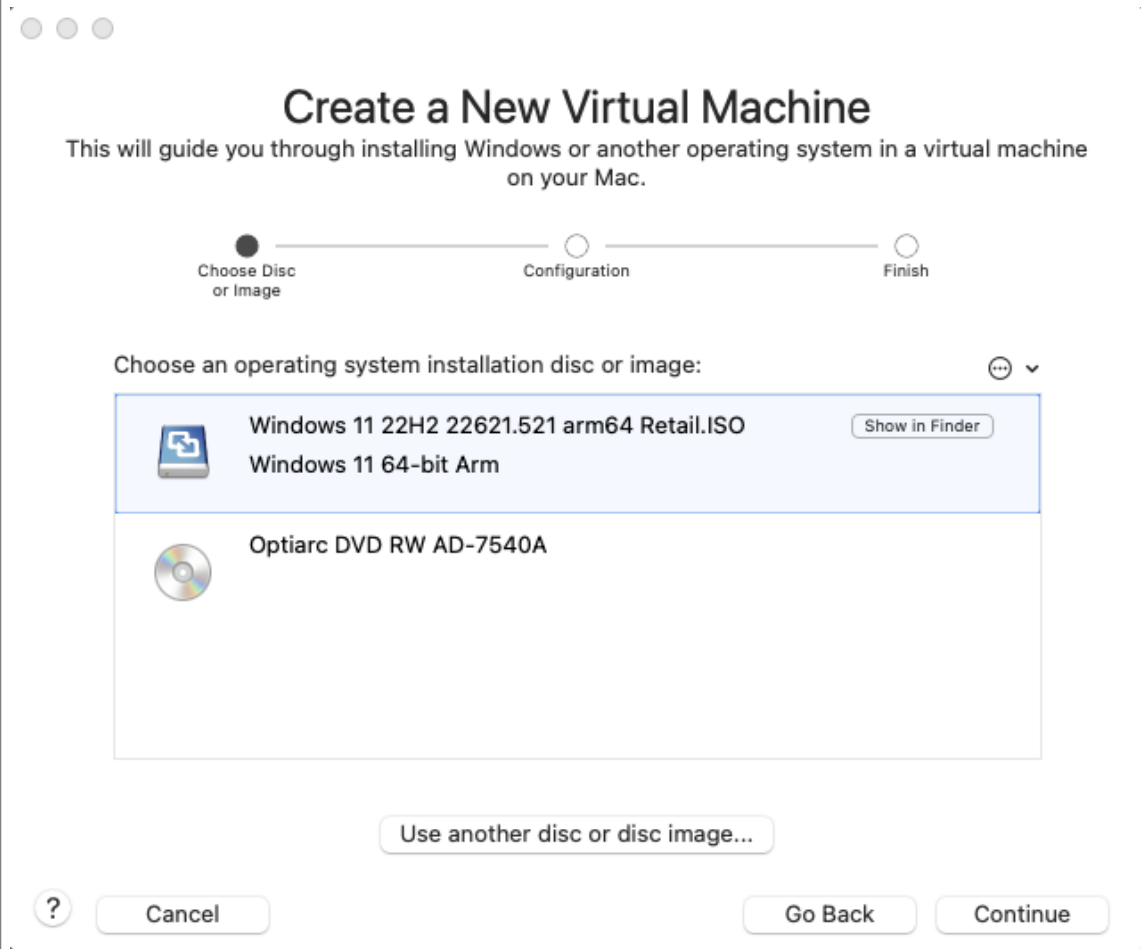 Create a New Virtual Machine
This will guide you through installing Windows or another operating system in a virtual machine
on your Mac.
Choose Disc
or Image
Configuration
Finish
Choose an operating system installation disc or image:
Windows 11 22H2 22621.521 arm64 Retail.ISO
Show in Finder
Windows 11 64-bit Arm
Optiarc DVD RW AD-7540A
Use another disc or disc image...
?
Cancel
Go Back
Continue